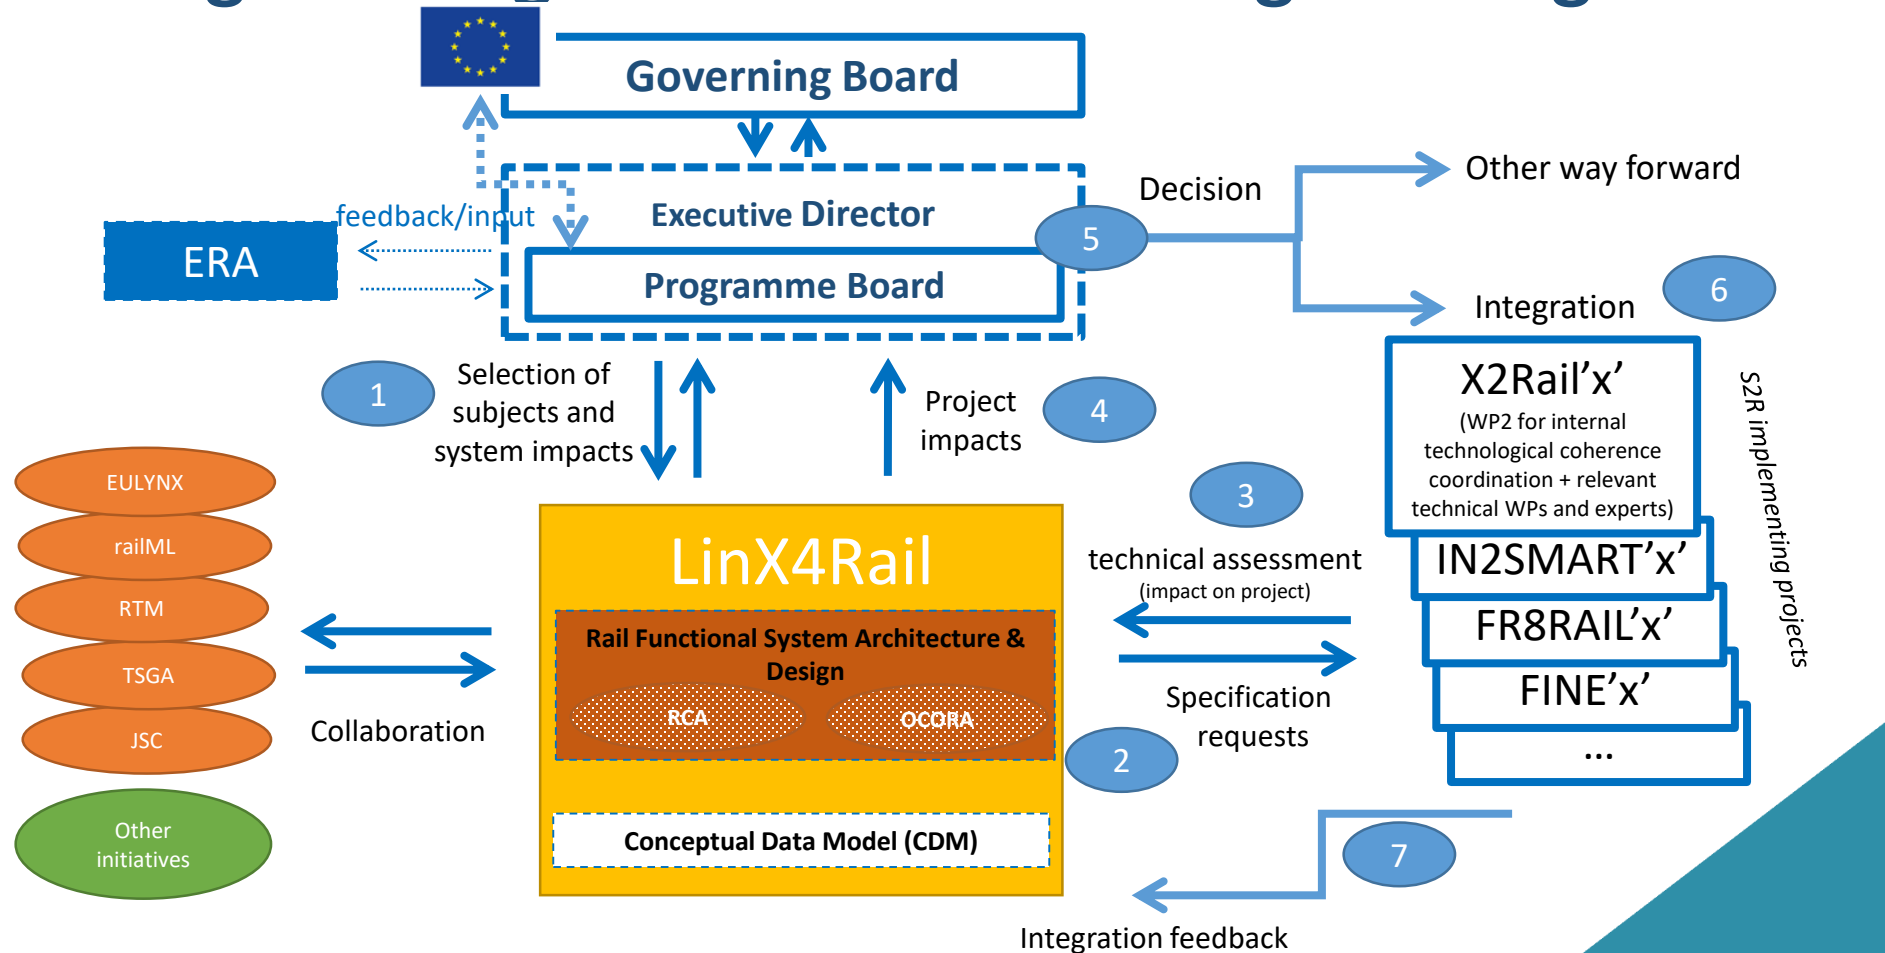 Governing Board
Decision
Other way forward
feedback/input
Executive Director
5
ERA
Programme Board
Integration
6
1
Selection of
subjects and
system impacts
Project
impacts
4
X2Rail’x’
(WP2 for internal
technological coherence
coordination + relevant
technical WPs and experts)
S2R implementing projects
EULYNX
railML
RTM
TSGA
JSC
Other
initiatives
Collaboration
LinX4Rail
Rail Functional System Architecture &
Design
RCA
OCORA
Conceptual Data Model (CDM)
3
technical assessment
(impact on project)
Specification
requests
2
IN2SMART’x’
FR8RAIL’x’
FINE’x’
...
7
Integration feedback